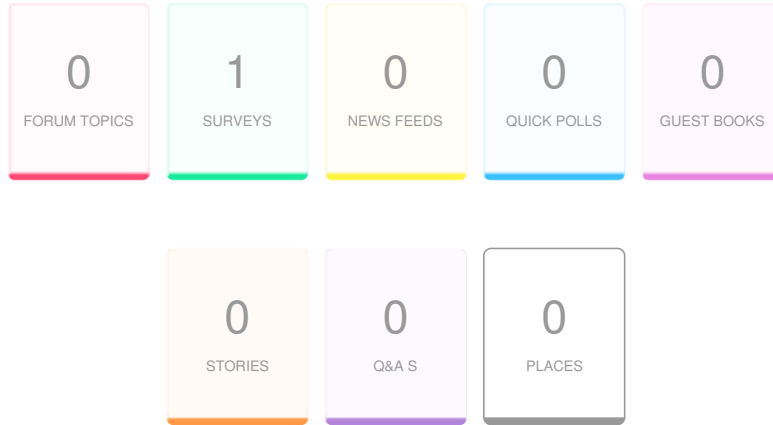 0 1 0 0 0
FORUM TOPICS SURVEYS NEWS FEEDS QUICK POLLS GUEST BOOKS
0 0 0
STORIES Q&A S PLACES